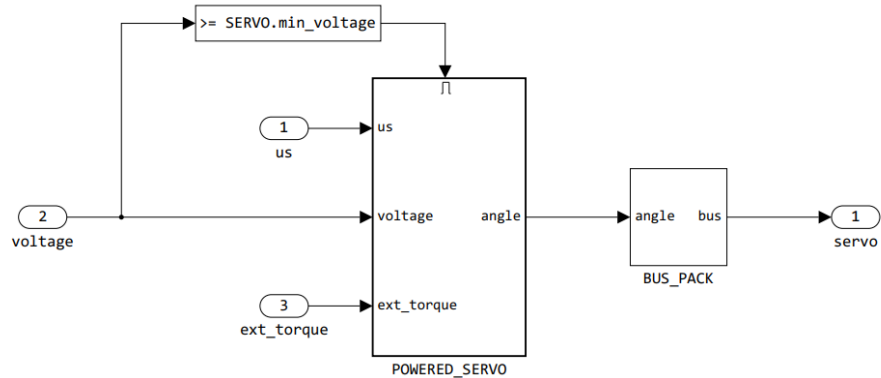 >= SERVO.min_voltage
1
us
us
2
voltage
voltage
angle
angle
bus
1
servo
BUS_PACK
3
ext_torque
ext_torque
POWERED_SERVO